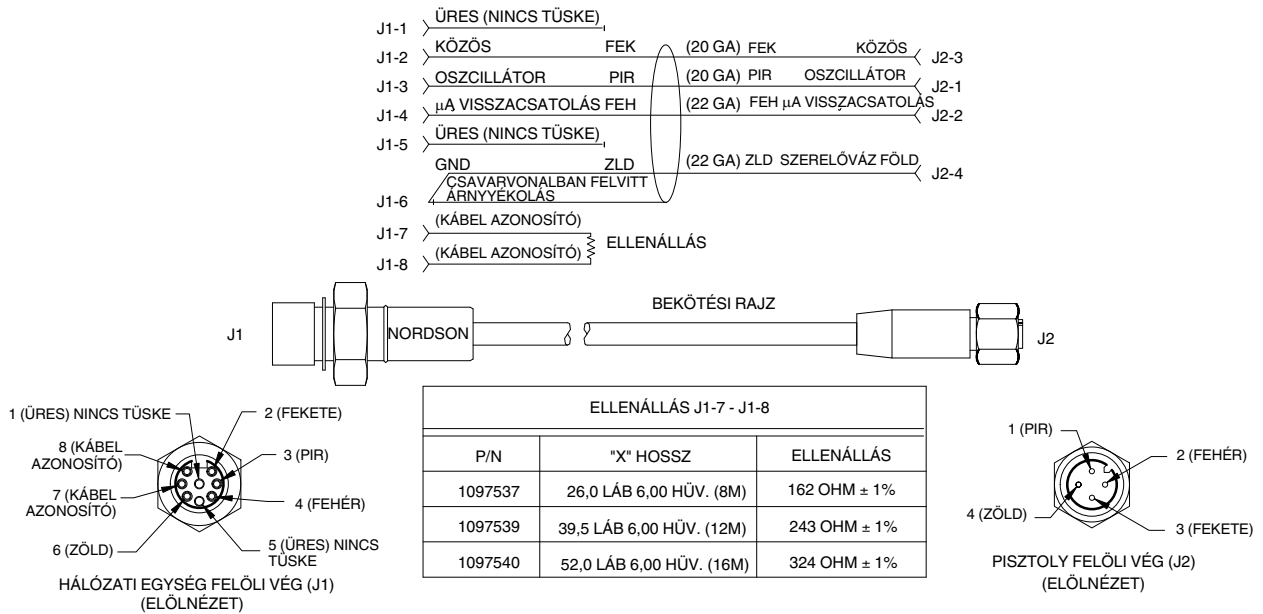 J1-1 ÜRES (NINCS TÜSKE)
J1-2 KÖZÖS FEK (20 GA) FEK KÖZÖS J2-3
J1-3 OSZCILLÁTOR PIR (20 GA) PIR OSZCILLÁTOR J2-1
J1-4 µA VISSZACSATOLÁS FEH (22 GA) FEH µA VISSZACSATOLÁS J2-2
J1-5 ÜRES (NINCS TÜSKE)
GND ZLD (22 GA) ZLD SZERELŐVÁZ FÖLD J2-4
CSAVARVONALBAN FELVITT
J1-6 ÁRNYYÉKOLÁS
J1-7 (KÁBEL AZONOSÍTÓ)
ELLENÁLLÁS
J1-8 (KÁBEL AZONOSÍTÓ)
BEKÖTÉSI RAJZ
J1 NORDSON J2
1 (ÜRES) NINCS TÜSKE
2 (FEKETE)
8 (KÁBEL
AZONOSÍTÓ)
3 (PIR)
7 (KÁBEL
AZONOSÍTÓ)
4 (FEHÉR)
6 (ZÖLD)
5 (ÜRES) NINCS
TÜSKE
HÁLÓZATI EGYSÉG FELÖLI VÉG (J1)
(ELÖLNÉZET)
ELLENÁLLÁS J1-7 - J1-8
P/N "X" HOSSZ ELLENÁLLÁS
1097537 26,0 LÁB 6,00 HÜV. (8M) 162 OHM ± 1%
1097539 39,5 LÁB 6,00 HÜV. (12M) 243 OHM ± 1%
1097540 52,0 LÁB 6,00 HÜV. (16M) 324 OHM ± 1%
1 (PIR)
2 (FEHÉR)
4 (ZÖLD)
3 (FEKETE)
PISZTOLY FELÖLI VÉG (J2)
(ELÖLNÉZET)